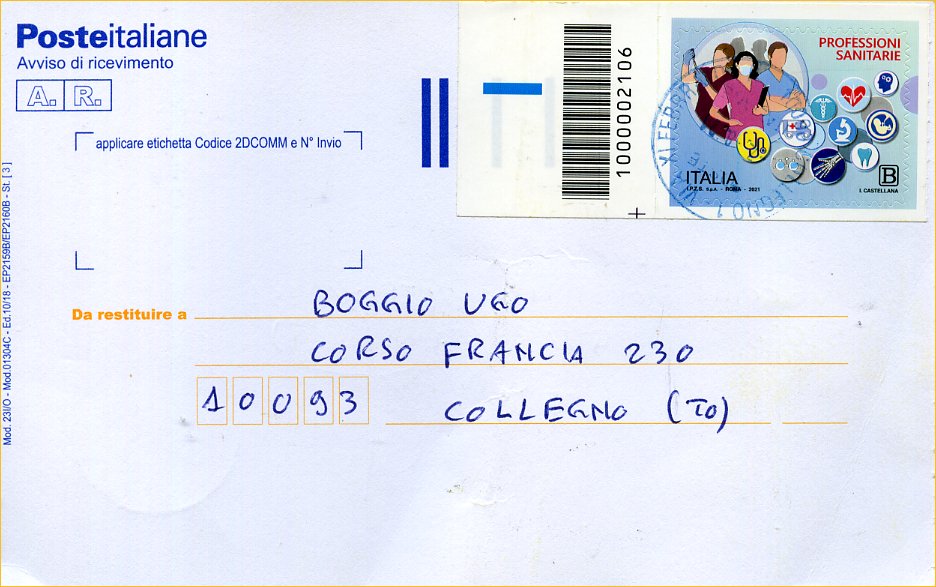 Posteitaliane
Avviso di ricevimento
A. R.
applicare etichetta Codice 2DCOMM e N° Invio
1000002106
PROFESSIONI
SANITARIE
ITALIA
I.P.Z.S. S.p.A. - ROMA - 2021
B
I. CASTELLANA
Da restituire a
BOGGIO UGO
CORSO FRANCIA 230
10093 COLLEGNO (TO)
Mod. 23I/O - Mod.01304C - Ed.10/18 - EP2159B/EP2160B - St. [3]